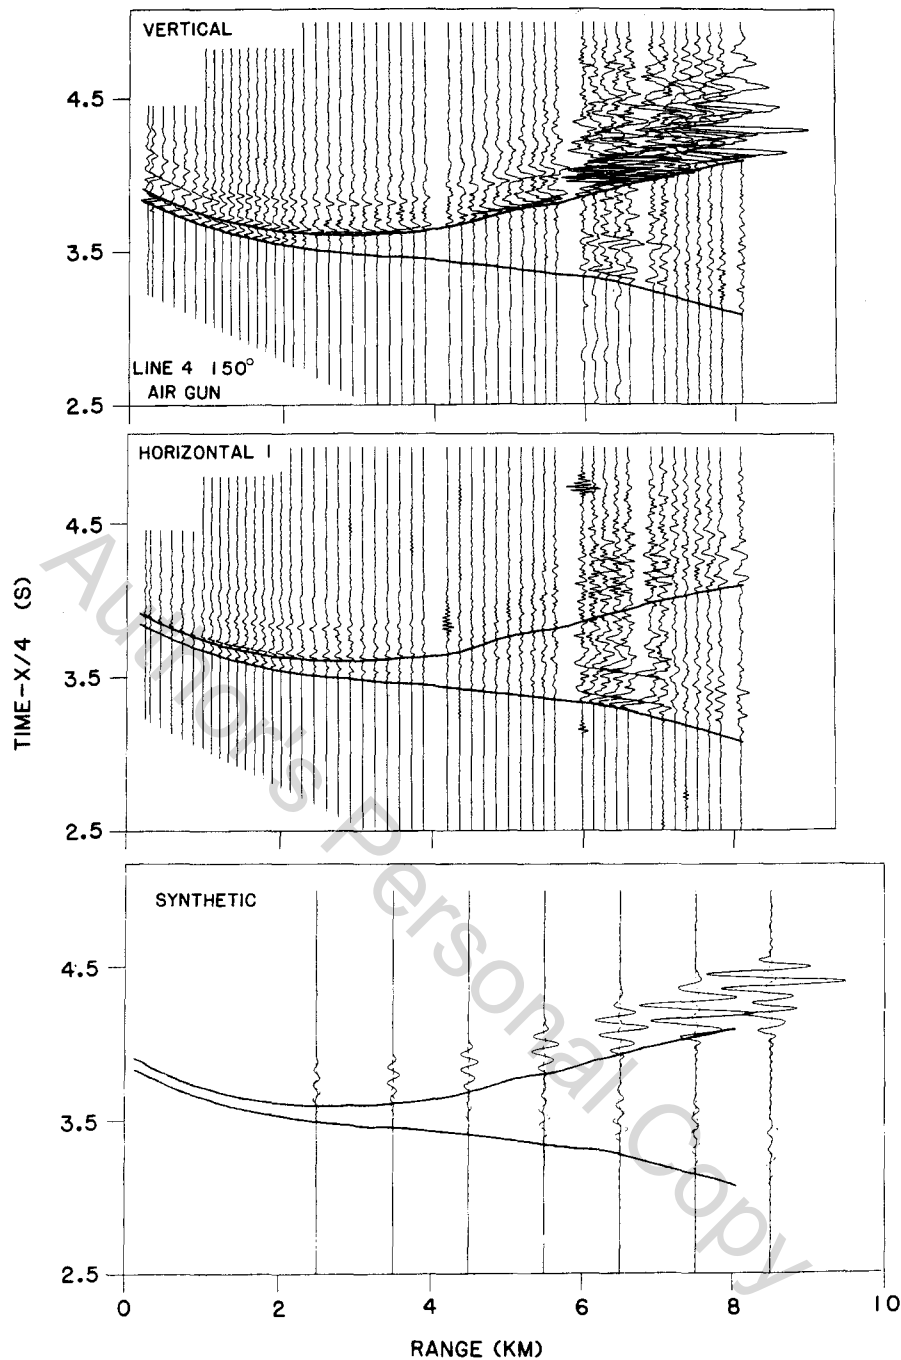 VERTICAL
4.5
3.5
LINE 4 150°
AIR GUN
2.5
HORIZONTAL 1
4.5
3.5
2.5
TIME-X/4 (S)
SYNTHETIC
4.5
3.5
2.5
0 2 4 6 8 10
RANGE (KM)
Author's Personal Copy